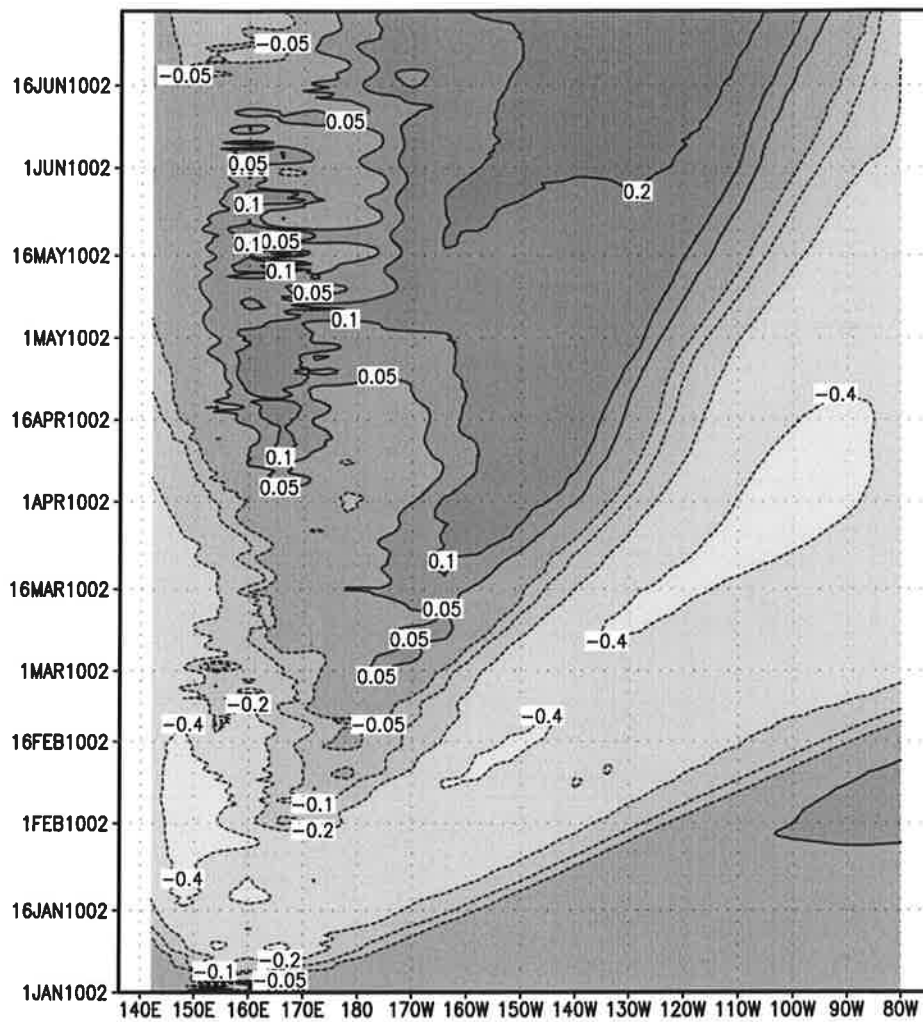 −0.05
−0.05
16JUN1002
0.05
0.05
1JUN1002
0.2
0.1
0.1 0.05
16MAY1002
0.1
0.05
0.1
1MAY1002
0.05
−0.4
16APR1002
0.1
0.05
1APR1002
0.1
16MAR1002
0.05
0.05
−0.4
1MAR1002
0.05
−0.2
−0.4
−0.05
−0.4
16FEB1002
−0.1
1FEB1002
−0.2
−0.4
16JAN1002
−0.2
−0.1
−0.05
1JAN1002
140E 150E 160E 170E 180 170W 160W 150W 140W 130W 120W 110W 100W 90W 80W